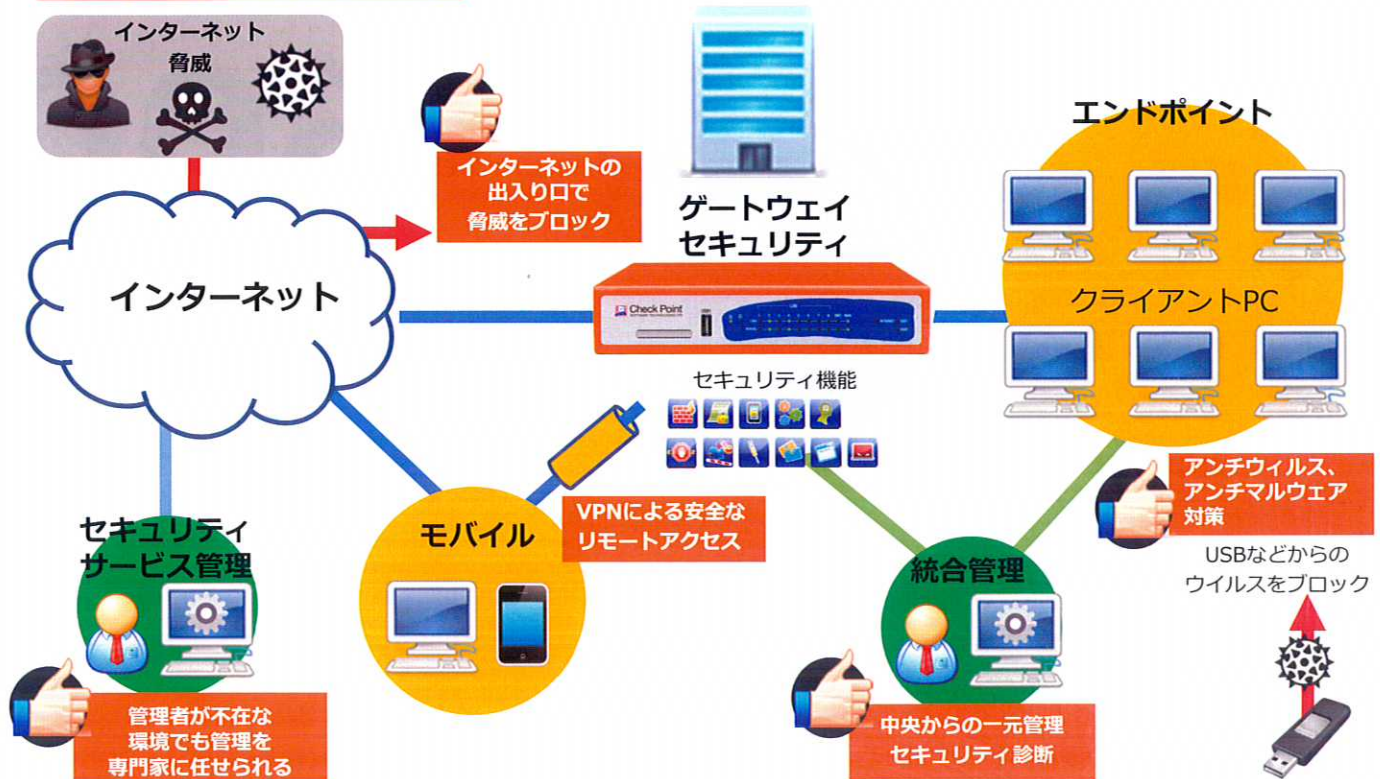 インターネット
脅威
インターネットの
出入り口で
脅威をブロック
ゲートウェイ
セキュリティ
エンドポイント
インターネット
Check Point
クライアントPC
セキュリティ機能
アンチウィルス、
アンチマルウェア
対策
VPNによる安全な
リモートアクセス
モバイル
セキュリティ
サービス管理
統合管理
USBなどからの
ウイルスをブロック
管理者が不在な
環境でも管理を
専門家に任せられる
中央からの一元管理
セキュリティ診断